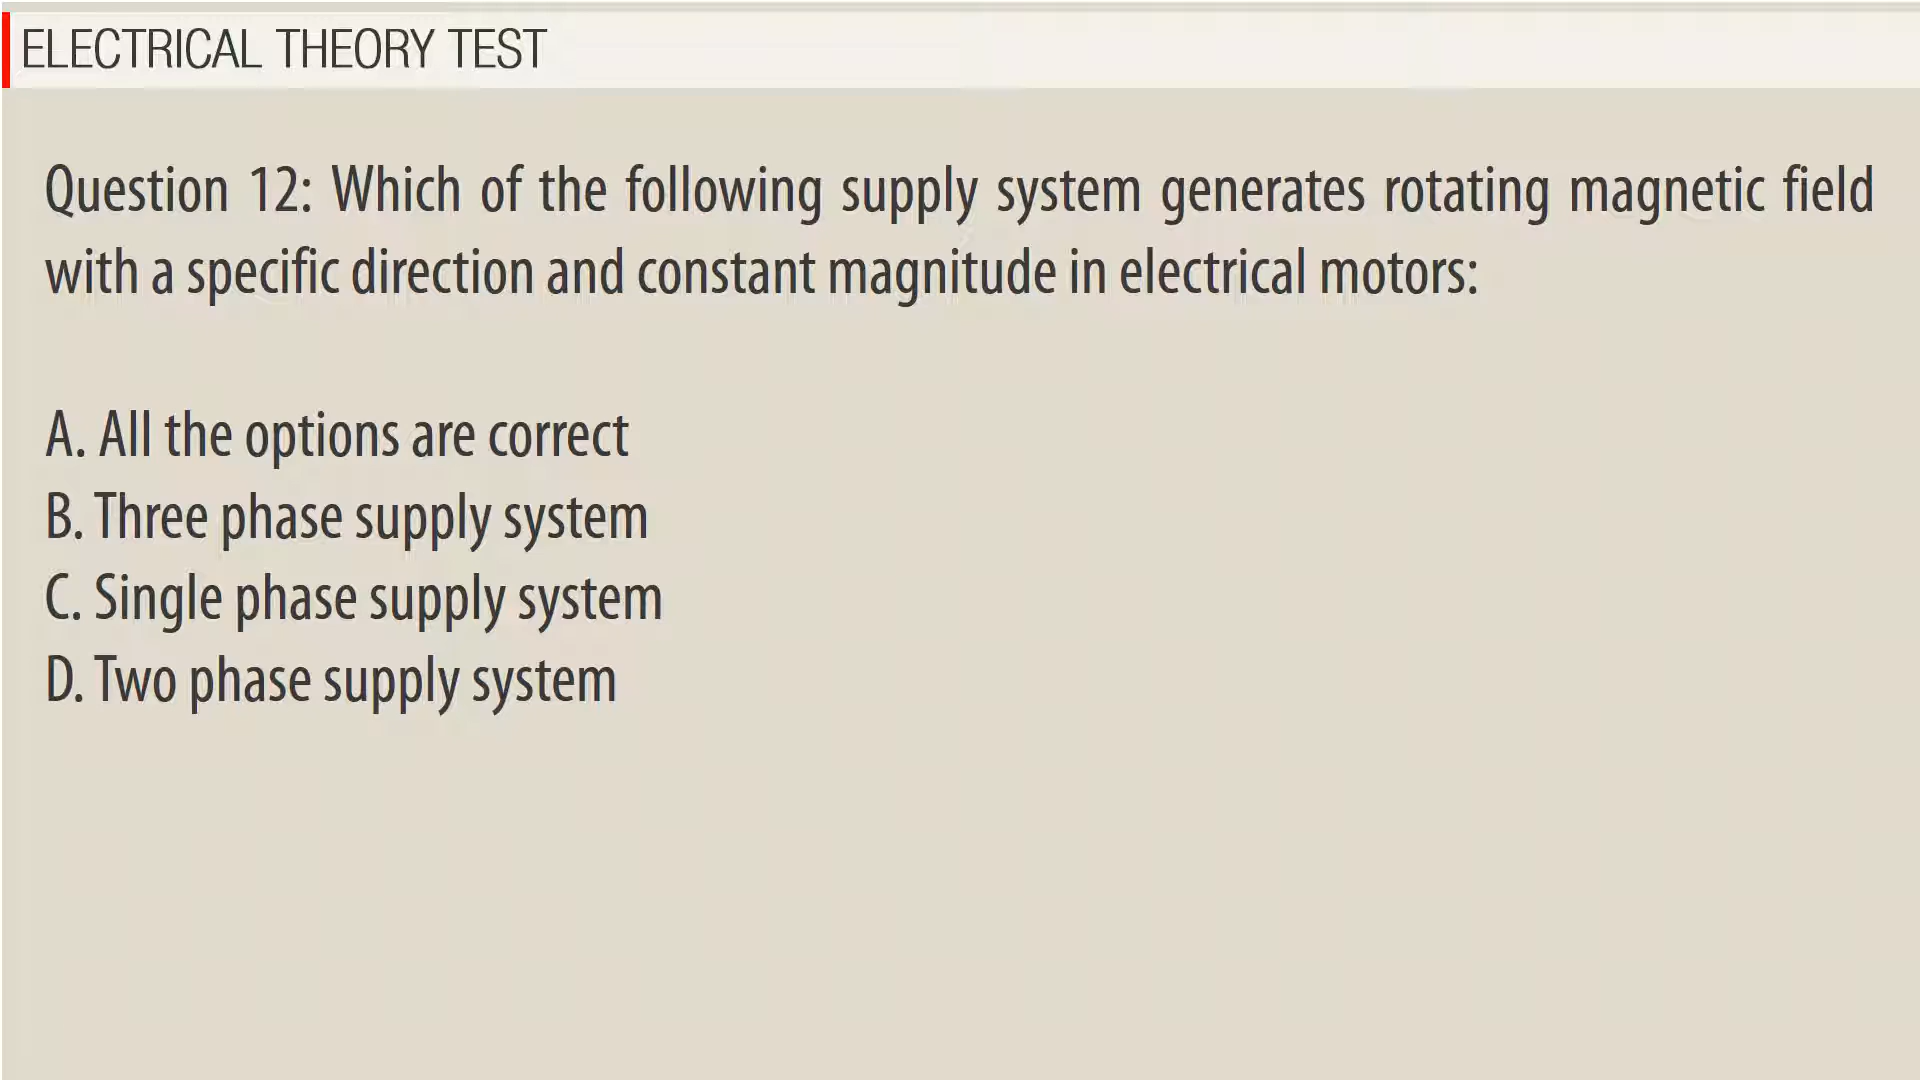 ELECTRICAL THEORY TEST
Question 12: Which of the following supply system generates rotating magnetic field
with a specific direction and constant magnitude in electrical motors:
A. All the options are correct
B. Three phase supply system
C. Single phase supply system
D. Two phase supply system